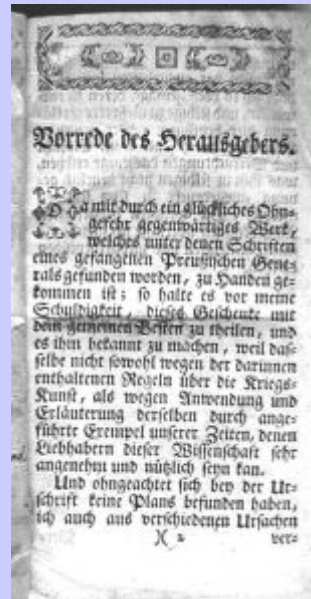 Vorrede des Herausgebers.
Da mir durch ein glückliches Ohn-
gefehr gegenwärtiges Werk,
welches unter denen Schriften
eines gefangenen Preußischen Gene-
rals gefunden worden, zu Handen ge-
kommen ist; so halte es vor meine
Schuldigkeit, dieses Geschenke mit
dem gemeinen Besten zu theilen, und
es ihm bekannt zu machen, weil das-
selbe nicht sowohl wegen der darinnen
enthaltenen Regeln über die Kriegs-
Kunst, als wegen Anwendung und
Erläuterung derselben durch ange-
führte Exempel unserer Zeiten, denen
Liebhabern dieser Wissenschaft sehr
angenehm und nützlich seyn kan.
Und ohngeachtet sich bey der Ur-
schrift keine Plans befunden haben,
ich auch aus verschiedenen Ursachen
)( 2 ver-